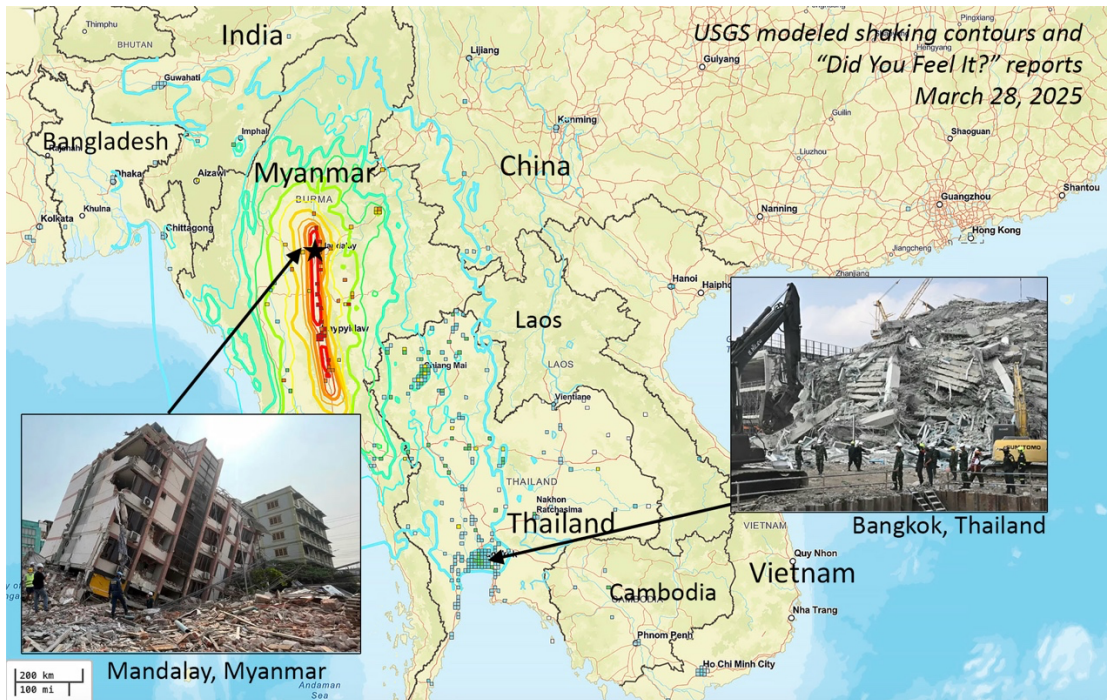 USGS modeled shaking contours and
“Did You Feel It?” reports
March 28, 2025
Thimphu
BHUTAN
India
Lijiang
Guiyang
Guwahati
Guilin
Shaoguan
Bangladesh
Imphal
Kunming
Liuzhou
China
Dhaka
Aizawl
Myanmar
BURMA
Guangzhou
Shantou
Nanning
Kolkata
Khulna
Chittagong
Hong Kong
Jiangcheng
Zhanjiang
Hanoi
Haipho
Laos
LAOS
Chiang Mai
Vientiane
THAILAND
Nakhon
Ratchasima
Thailand
SUMITOMO
Bangkok, Thailand
VIETNAM
Quy Nhon
Vietnam
Cambodia
Nha Trang
Phnom Penh
Ho Chi Minh City
Mandalay, Myanmar
200 km
100 mi
Andaman
Sea